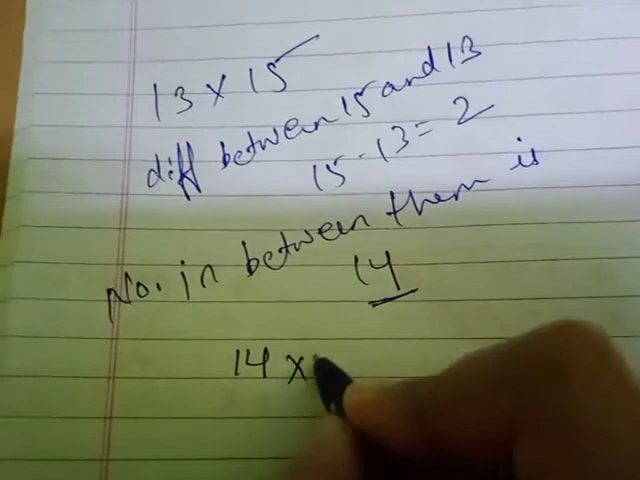 13 x 15
diff between 15 and 13
15 - 13 = 2
No. in between them is
14
14 x